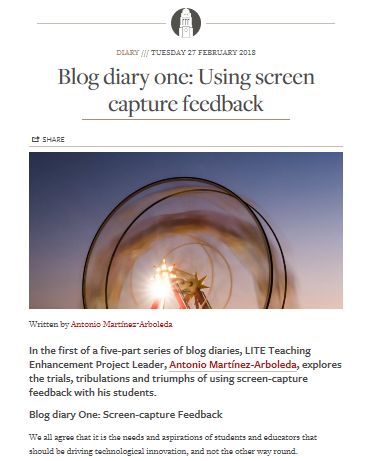 DIARY /// TUESDAY 27 FEBRUARY 2018
Blog diary one: Using screen
capture feedback
SHARE
Written by Antonio Martínez-Arboleda
In the first of a five-part series of blog diaries, LITE Teaching
Enhancement Project Leader, Antonio Martínez-Arboleda, explores
the trials, tribulations and triumphs of using screen-capture
feedback with his students.
Blog diary One: Screen-capture Feedback
We all agree that it is the needs and aspirations of students and educators that
should be driving technological innovation, and not the other way round.